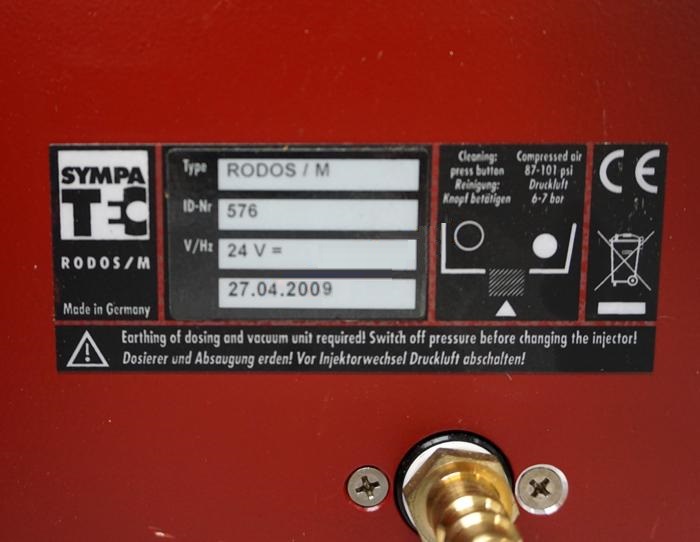 SYMPA
TEC
RODOS/M
Made in Germany
Type RODOS / M
ID-Nr 576
V/Hz 24 V =
27.04.2009
Cleaning:
press button
Reinigung:
Knopf betätigen
Compressed air
87-101 psi
Druckluft
6-7 bar
CE
Earthing of dosing and vacuum unit required! Switch off pressure before changing the injector!
Dosierer und Absaugung erden! Vor Injektorwechsel Druckluft abschalten!